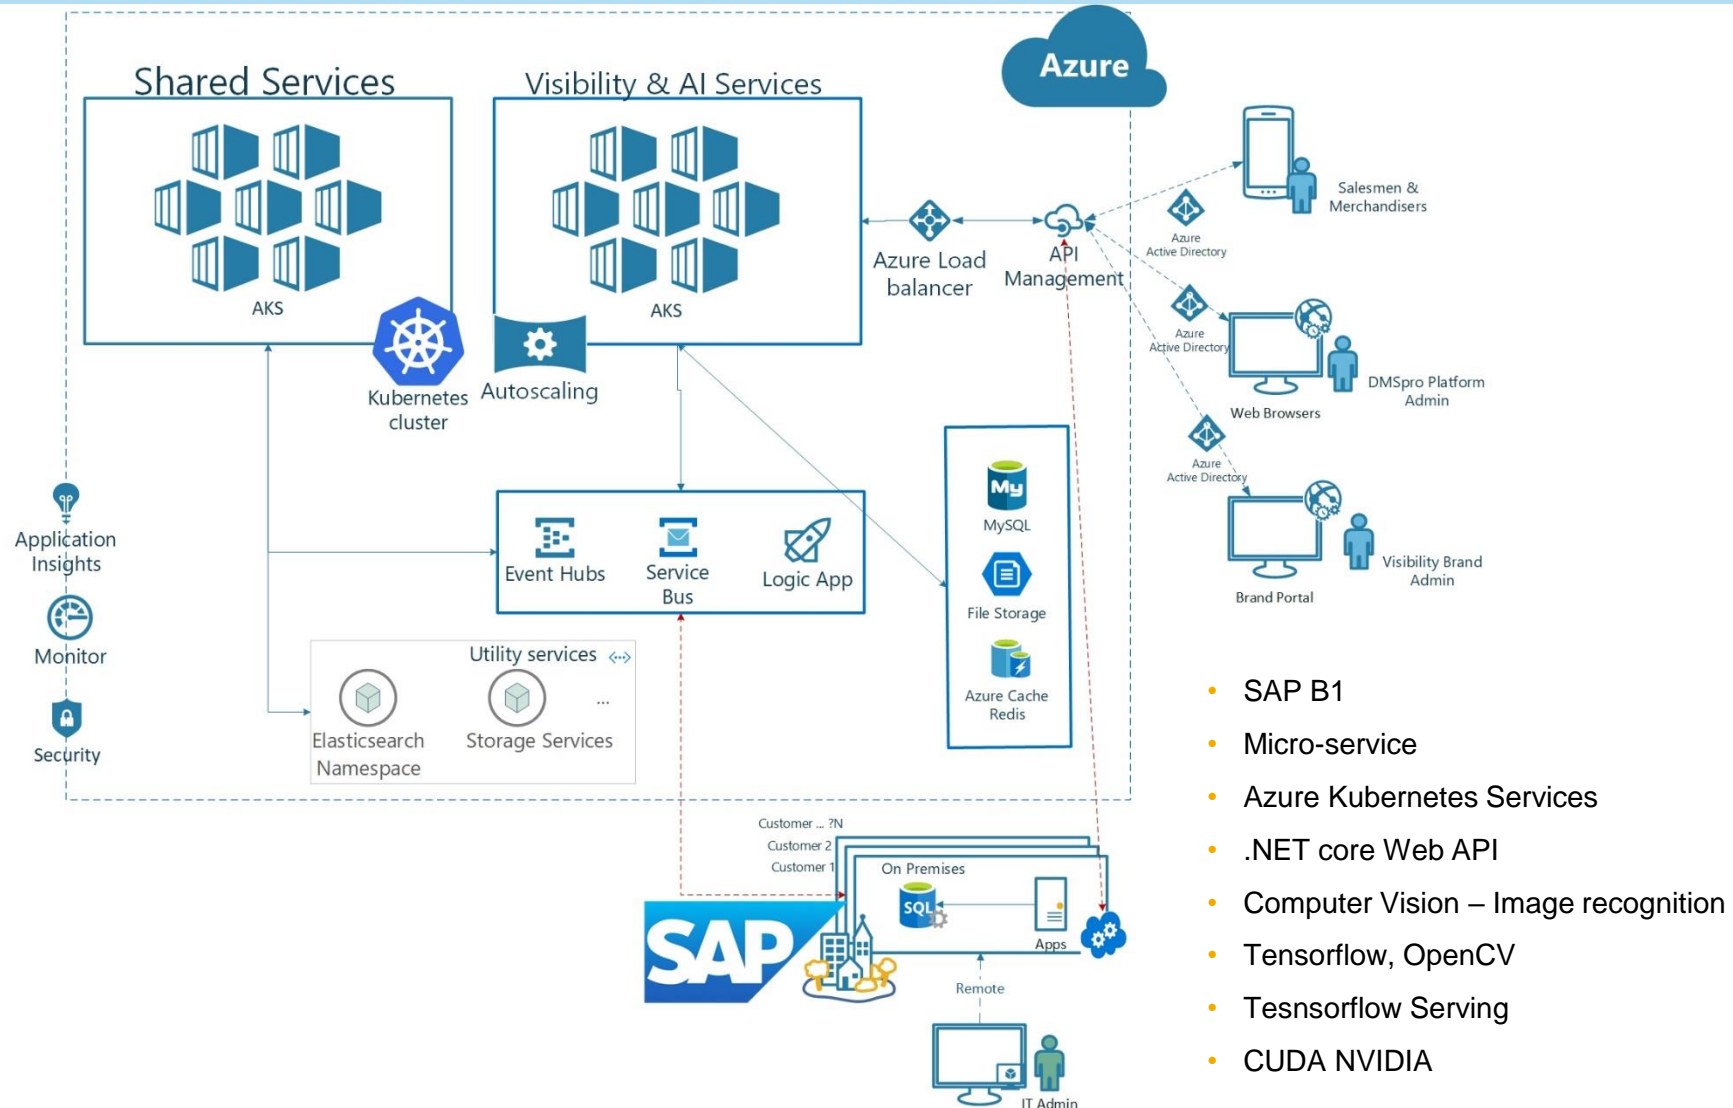 Azure
Shared Services
Visibility & AI Services
AKS
AKS
Kubernetes
cluster
Autoscaling
Azure Load
balancer
API
Management
Azure
Active Directory
Salesmen &
Merchandisers
Azure
Active Directory
Web Browsers
DMSpro Platform
Admin
Azure
Active Directory
Brand Portal
Visibility Brand
Admin
Application
Insights
Monitor
Security
Event Hubs
Service
Bus
Logic App
My
MySQL
File Storage
Azure Cache
Redis
Utility services
...
Elasticsearch
Namespace
Storage Services
Customer ... ?N
Customer 2
Customer 1
On Premises
SQL
Apps
SAP
Remote
IT Admin
• SAP B1
• Micro-service
• Azure Kubernetes Services
• .NET core Web API
• Computer Vision – Image recognition
• Tensorflow, OpenCV
• Tesnsorflow Serving
• CUDA NVIDIA